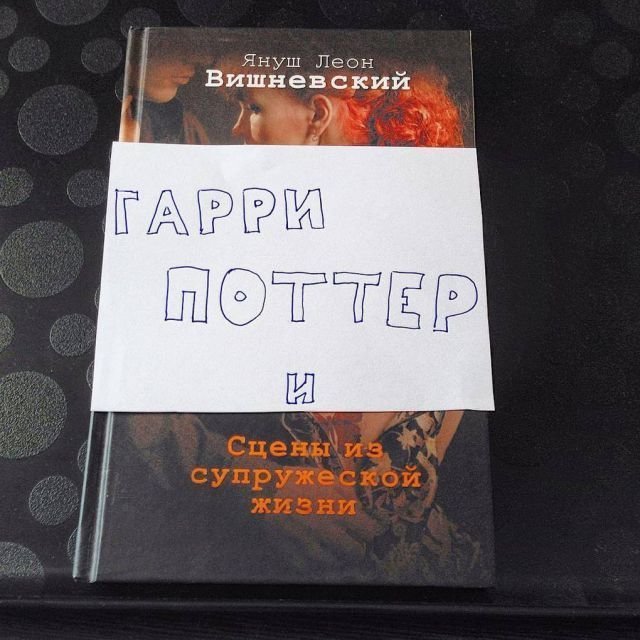 Януш Леон
Вишневский
ГАРРИ
ПОТТЕР
и
Сцены из
супружеской
жизни